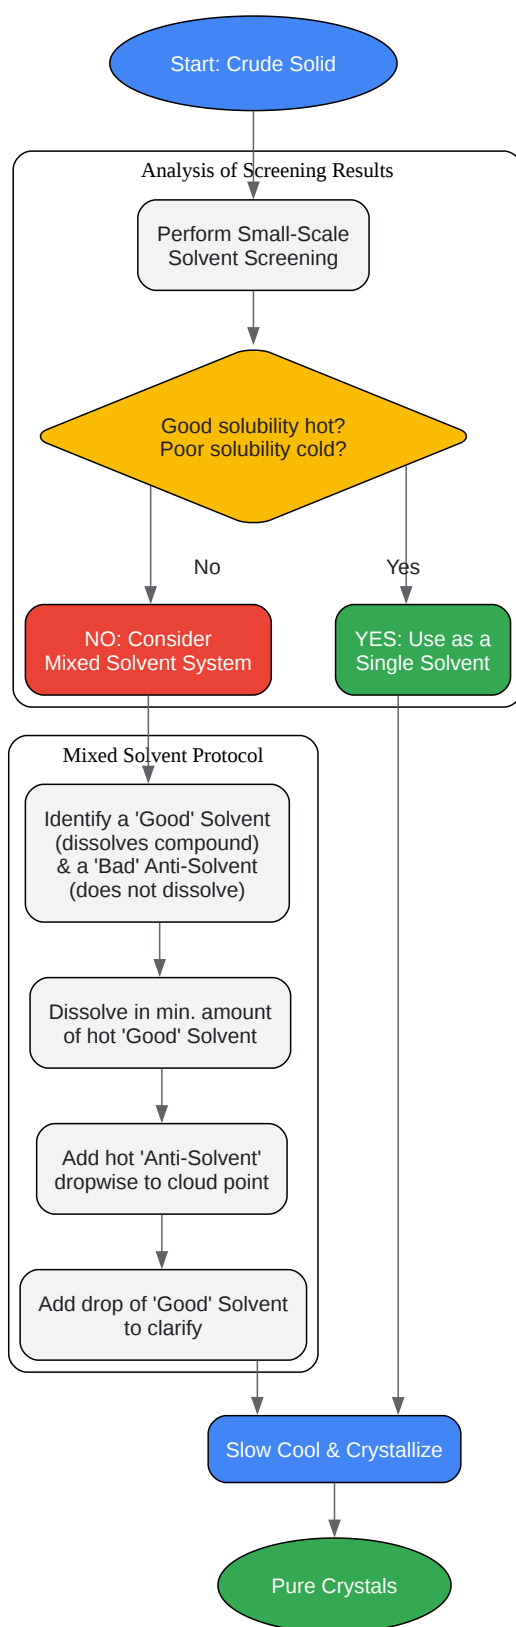 Start: Crude Solid
Analysis of Screening Results
Perform Small-Scale
Solvent Screening
Good solubility hot?
Poor solubility cold?
No
Yes
NO: Consider
Mixed Solvent System
YES: Use as a
Single Solvent
Mixed Solvent Protocol
Identify a 'Good' Solvent
(dissolves compound)
& a 'Bad' Anti-Solvent
(does not dissolve)
Dissolve in min. amount
of hot 'Good' Solvent
Add hot 'Anti-Solvent'
dropwise to cloud point
Add drop of 'Good' Solvent
to clarify
Slow Cool & Crystallize
Pure Crystals